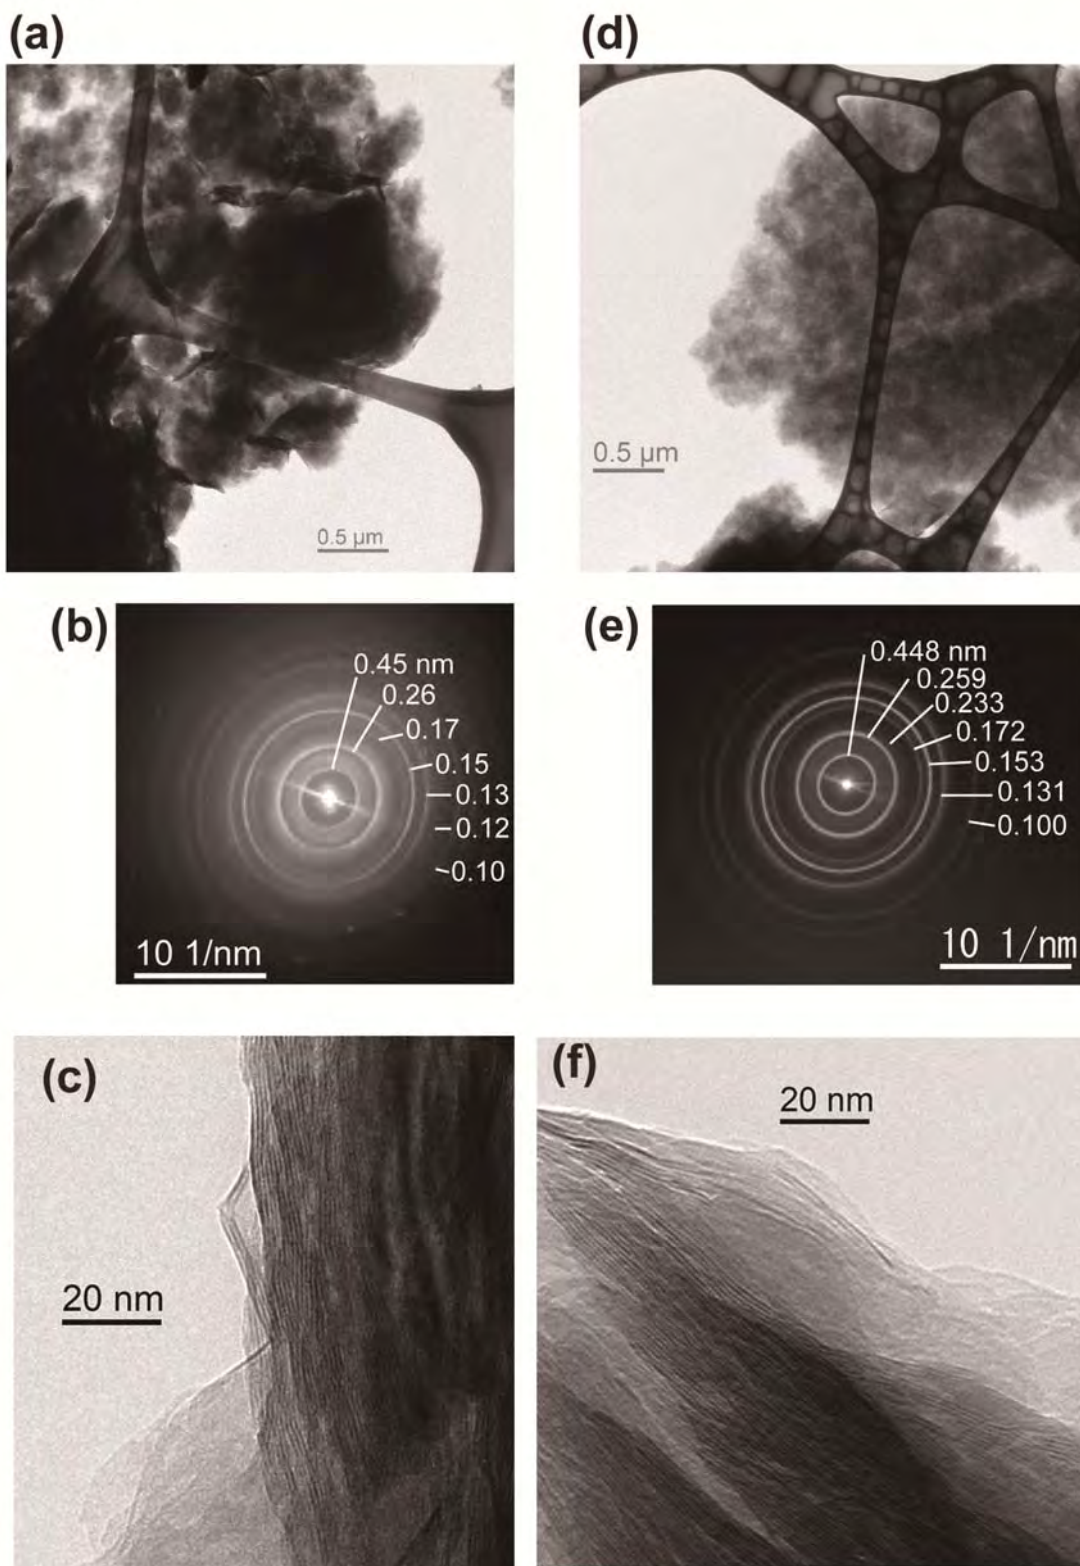 (a)
0.5 µm
(d)
0.5 µm
(b)
0.45 nm
0.26
0.17
0.15
0.13
0.12
0.10
10 1/nm
(e)
0.448 nm
0.259
0.233
0.172
0.153
0.131
0.100
10 1/nm
(c)
20 nm
(f)
20 nm